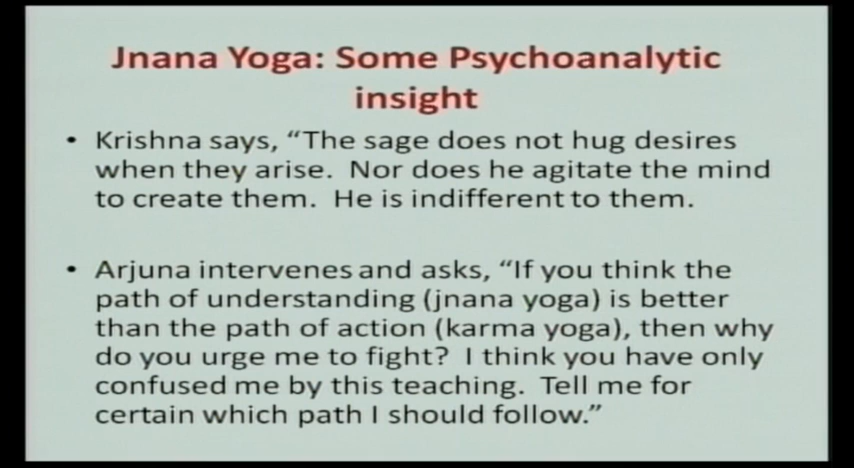 Jnana Yoga: Some Psychoanalytic
insight
• Krishna says, “The sage does not hug desires
when they arise. Nor does he agitate the mind
to create them. He is indifferent to them.
• Arjuna intervenes and asks, “If you think the
path of understanding (jnana yoga) is better
than the path of action (karma yoga), then why
do you urge me to fight? I think you have only
confused me by this teaching. Tell me for
certain which path I should follow.”